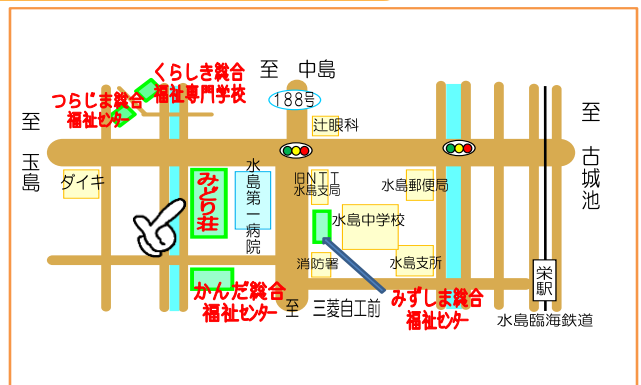 至　中島
くらしき総合
福祉専門学校
188号
つらじま総合
福祉センター
辻眼科
至
玉島
至
古城池
ダイキ
みどり荘
水島第一病院
旧NTT
水島支局
水島郵便局
水島中学校
消防署
水島支所
かんだ総合
福祉センター
至　三菱自工前
みずしま総合
福祉センター
栄駅
水島臨海鉄道